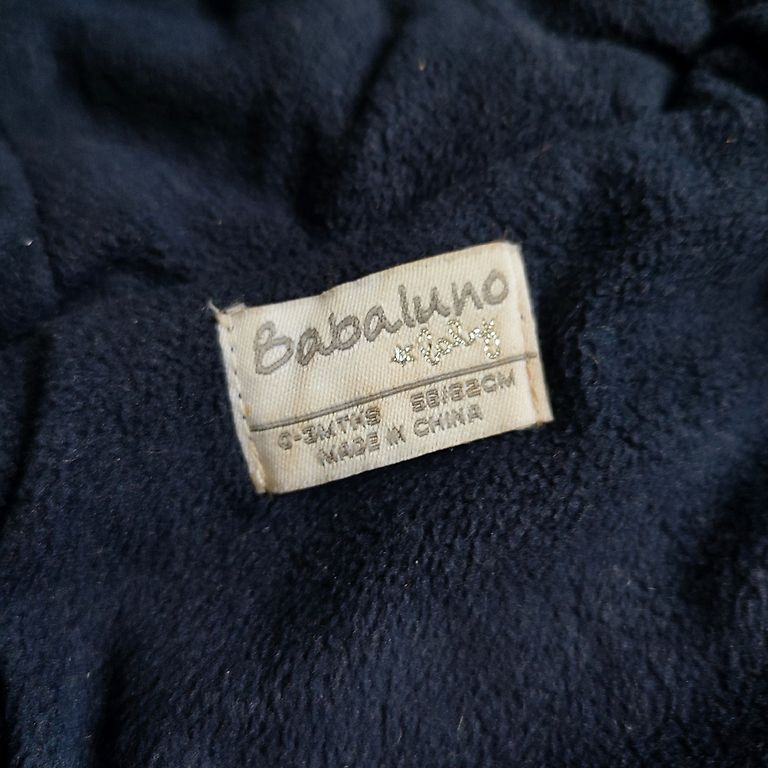 Babaluno
baby
0-3MTHS 56/62CM
MADE IN CHINA